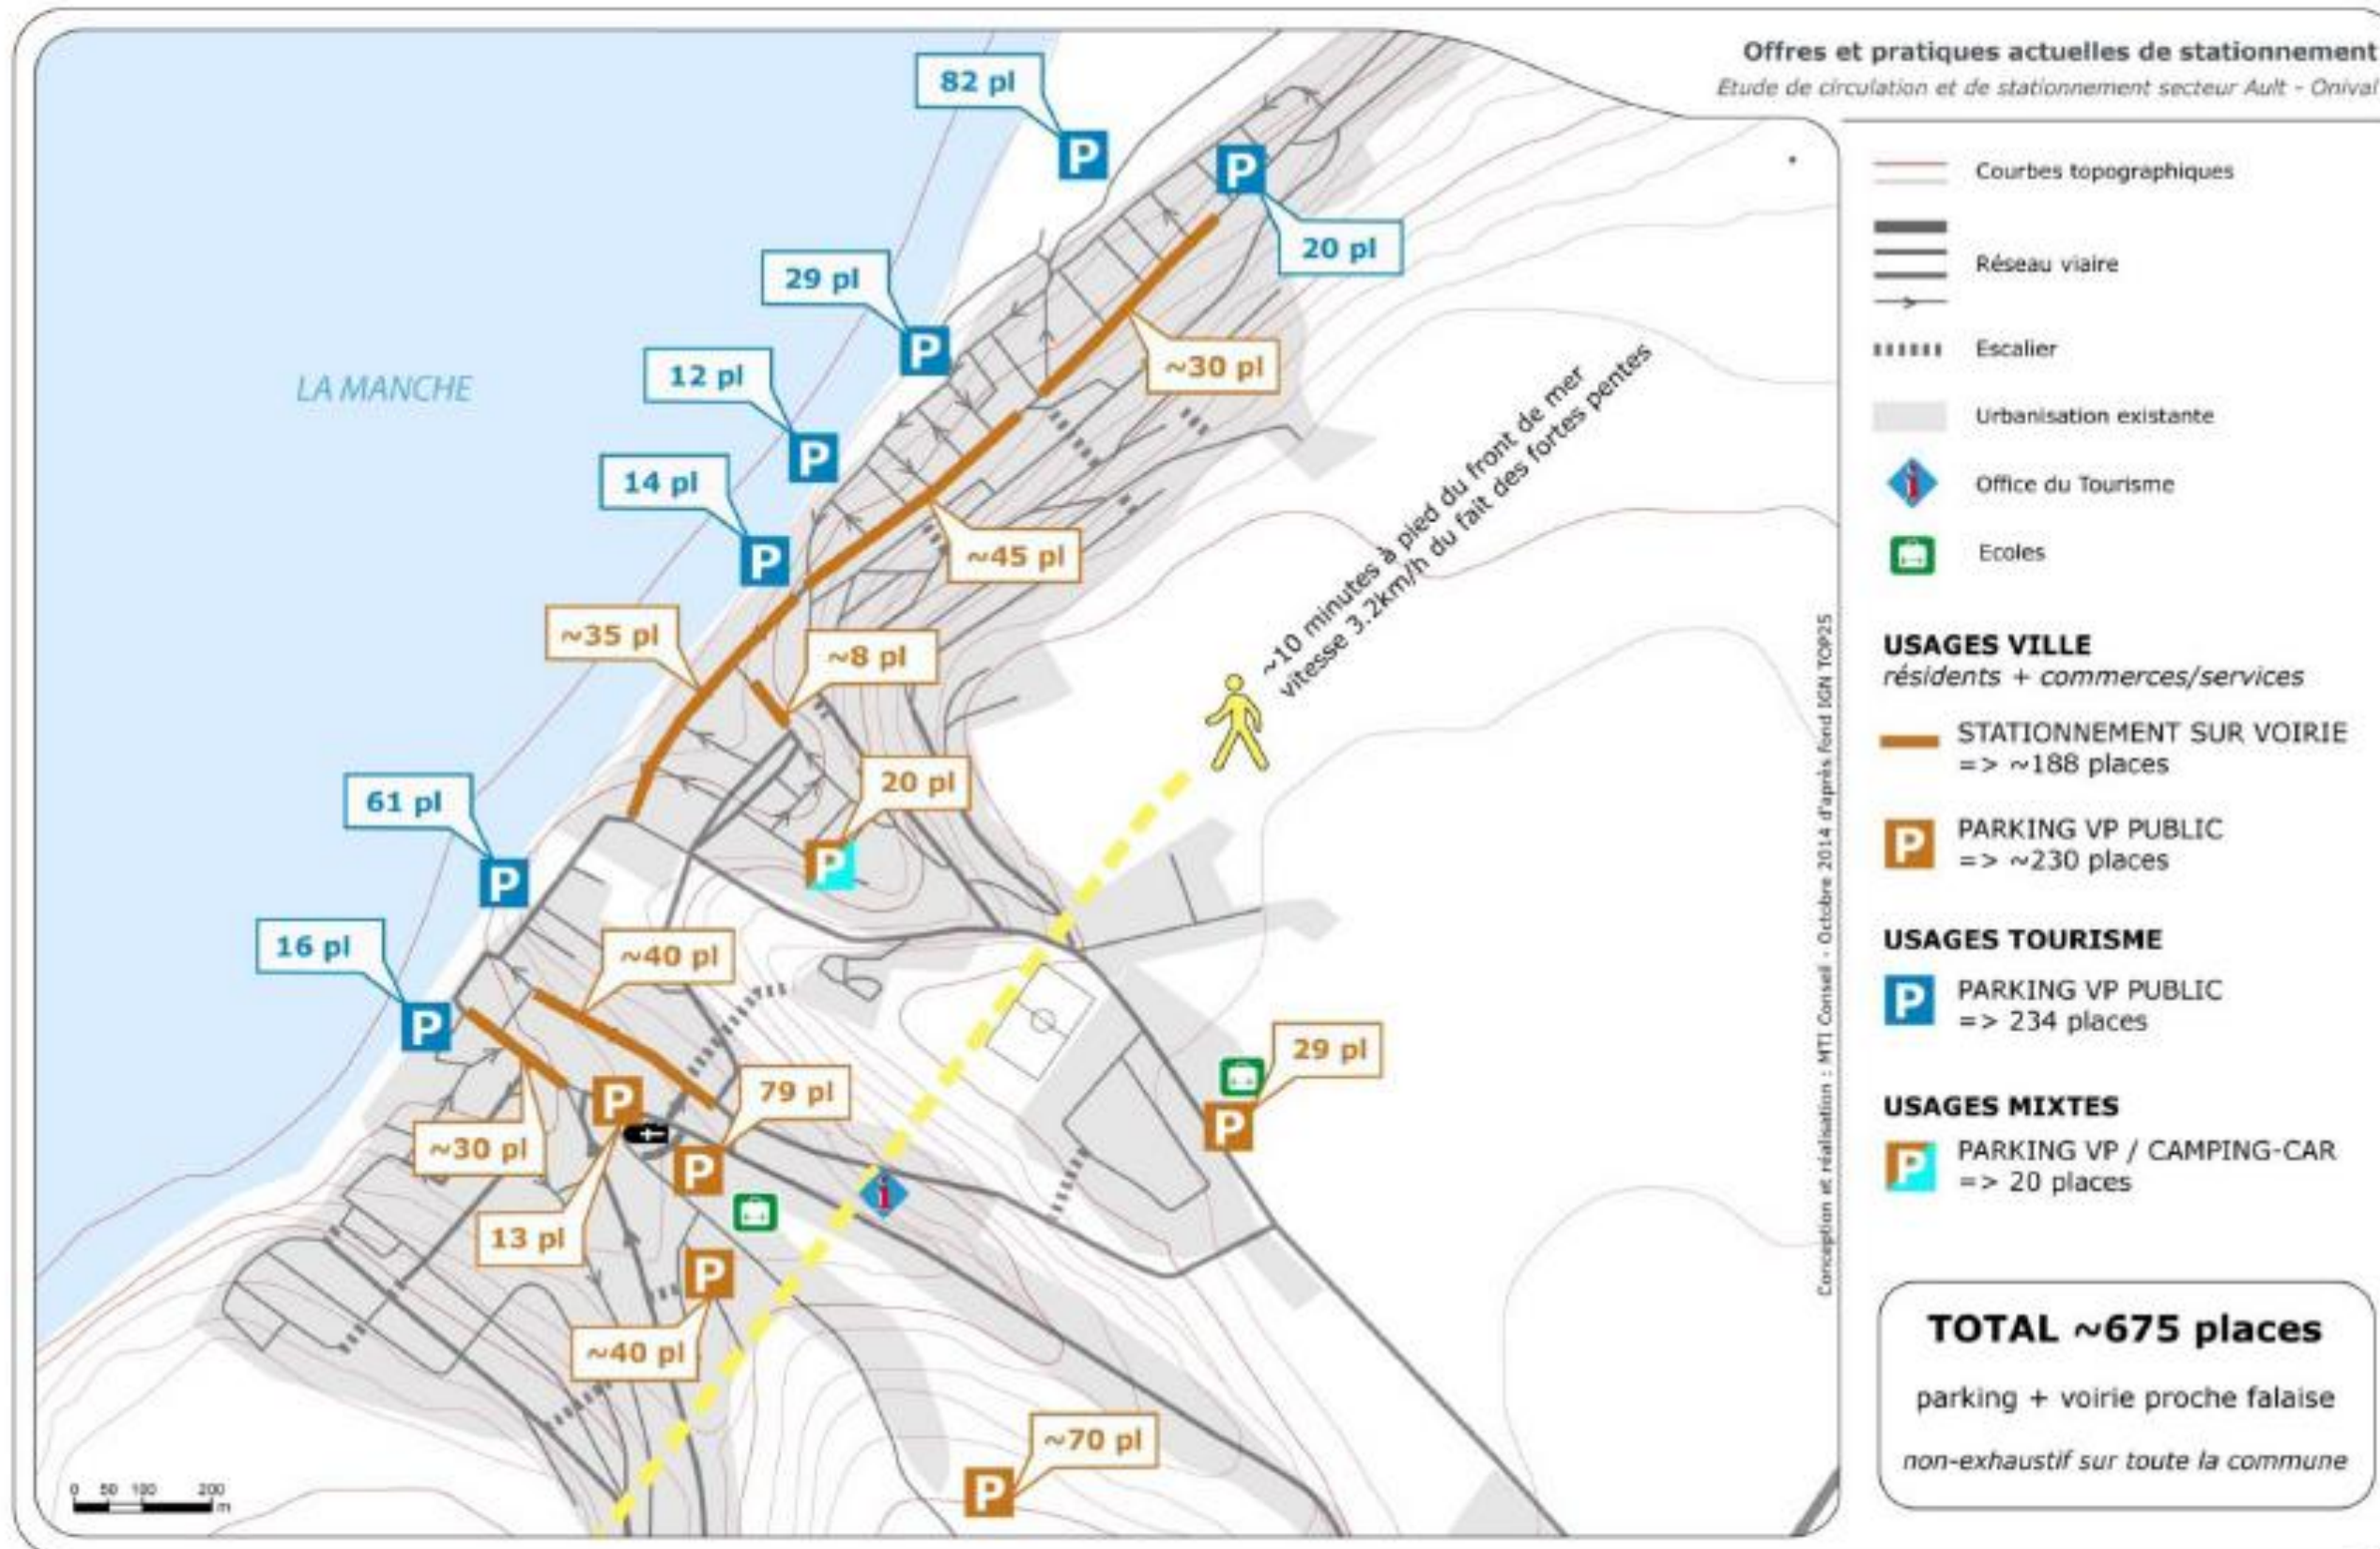 Offres et pratiques actuelles de stationnement
Etude de circulation et de stationnement secteur Ault - Onival
82 pl
20 pl
29 pl
~30 pl
12 pl
LA MANCHE
14 pl
~45 pl
~10 minutes à pied du front de mer
vitesse 3.2km/h du fait des fortes pentes
~35 pl
~8 pl
20 pl
61 pl
16 pl
~40 pl
29 pl
79 pl
~30 pl
13 pl
~40 pl
~70 pl
P
P
P
P
P
P
P
P
P
P
P
P
P
i
0 50 100 200
m
Courbes topographiques
Réseau viaire
Escalier
Urbanisation existante
i
Office du Tourisme
Ecoles
USAGES VILLE
résidents + commerces/services
STATIONNEMENT SUR VOIRIE
=> ~188 places
P
PARKING VP PUBLIC
=> ~230 places
USAGES TOURISME
P
PARKING VP PUBLIC
=> 234 places
USAGES MIXTES
P
PARKING VP / CAMPING-CAR
=> 20 places
TOTAL ~675 places
parking + voirie proche falaise
non-exhaustif sur toute la commune
Conception et réalisation : MTI Conseil - Octobre 2014 d'après fond IGN TOP25